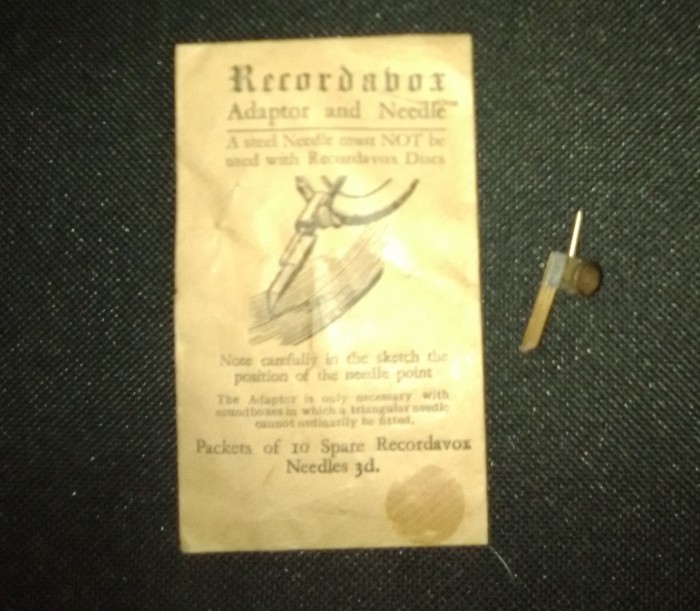 Recordavox
Adaptor and Needle
A steel Needle must NOT be
used with Recordavox Discs
Note carefully in the sketch the
position of the needle point
The Adaptor is only necessary with
soundboxes in which a triangular needle
cannot ordinarily be fitted.
Packets of 10 Spare Recordavox
Needles 3d.